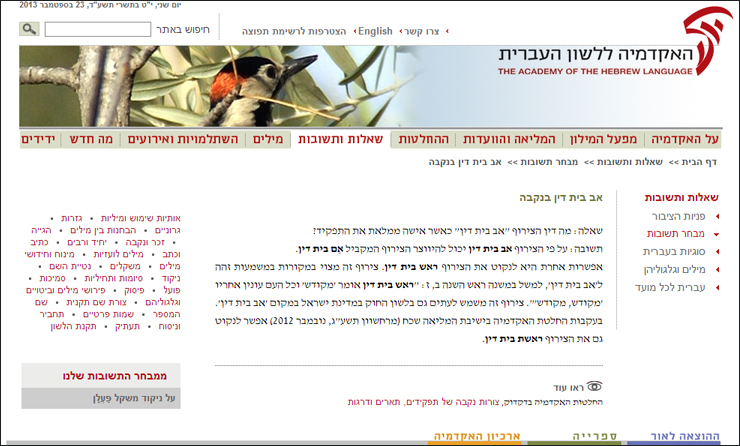 יום שני, י"ט בתשרי תשע"ד, 23 בספטמבר 2013
צרו קשר English הצטרפות לרשימת תפוצה
חיפוש באתר
האקדמיה ללשון העברית
THE ACADEMY OF THE HEBREW LANGUAGE
על האקדמיה | מפעל המילון | המליאה והוועדות | ההחלטות | שאלות ותשובות | מילים | השתלמויות ואירועים | מה חדש | ידידים
דף הבית >> שאלות ותשובות >> מבחר תשובות >> אב בית דין בנקבה
שאלות ותשובות
פניות הציבור
מבחר תשובות
סוגיות בעברית
מילים וגלגוליהן
עברית לכל מועד
אב בית דין בנקבה
שאלה: מה דין הצירוף "אב בית דין" כאשר אישה ממלאת את התפקיד?
תשובה: על פי הצירוף אב בית דין יכול להיווצר הצירוף המקביל אֵם בית דין.
אפשרות אחרת היא לנקוט את הצירוף ראש בית דין. צירוף זה מצוי במקורות במשמעות זהה
ל'אב בית דין', למשל במשנה ראש השנה ב, ז: "ראש בית דין אומר 'מקודש' וכל העם עונין אחריו
'מקודש, מקודש'". צירוף זה משמש לעתים גם בלשון החוק במדינת ישראל במקום 'אב בית דין'.
בעקבות החלטת האקדמיה בישיבת המליאה שכח (מרחשוון תשע"ג, נובמבר 2012) אפשר לנקוט
גם את הצירוף ראשת בית דין.
ראו עוד
החלטות האקדמיה בדקדוק, צורות נקבה של תפקידים, תארים ודרגות
אותיות שימוש ומיליות • גזרות •
גרוניים • הבחנות בין מילים • הגייה
• זכר ונקבה • יחיד ורבים • כתיב
וכתב • מילים לועזיות • מינוח וחידושי
מילים • משקלים • נטיית השם •
ניקוד • סיומות ותחיליות • סמיכות •
פועל • פיסוק • פירושי מילים וביטויים
וגלגוליהם • צורת שם תקנית • שם
המספר • שמות פרטיים • תחביר
וניסוח • תעתיק • תקנת הלשון
ממבחר התשובות שלנו
על ניקוד משקל פַּעְלָן
ההוצאה לאור
ספרייה
ארכיון האקדמיה